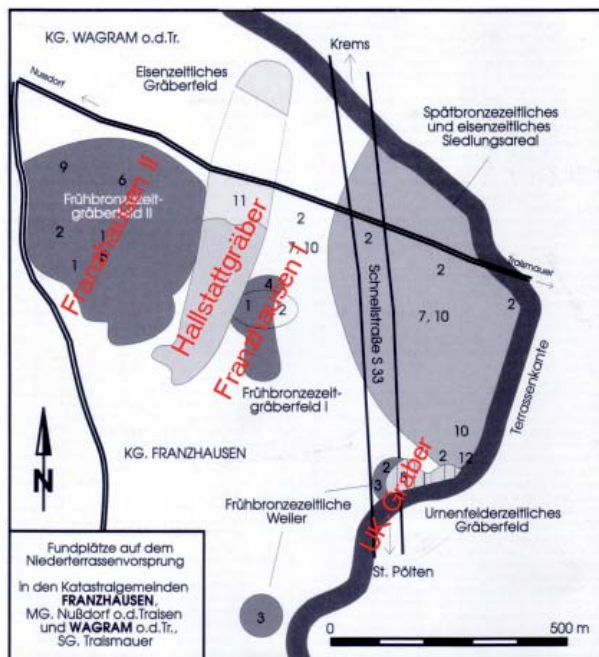 KG. WAGRAM o.d.Tr.
Krems
Nußdorf
Eisenzeitliches
Gräberfeld
Spätbronzezeitliches
und eisenzeitliches
Siedlungsareal
9
6
Frühbronzezeit-
gräberfeld II
2
1
1
Franzhausen II
11
Hallstattgräber
2
7, 10
Franzhausen I
4
1
2
Frühbronzezeit-
gräberfeld I
2
Schnellstraße S 33
2
Traismauer
2
7, 10
Terrassenkante
10
2
12
N
KG. FRANZHAUSEN
2
3
UK Gräber
Frühbronzezeitliche
Weiler
Urnenfelderzeitliches
Gräberfeld
St. Pölten
3
Fundplätze auf dem
Niederterrassenvorsprung
in den Katastralgemeinden
FRANZHAUSEN,
MG. Nußdorf o.d.Traisen
und WAGRAM o.d.Tr.,
SG. Traismauer
0
500 m